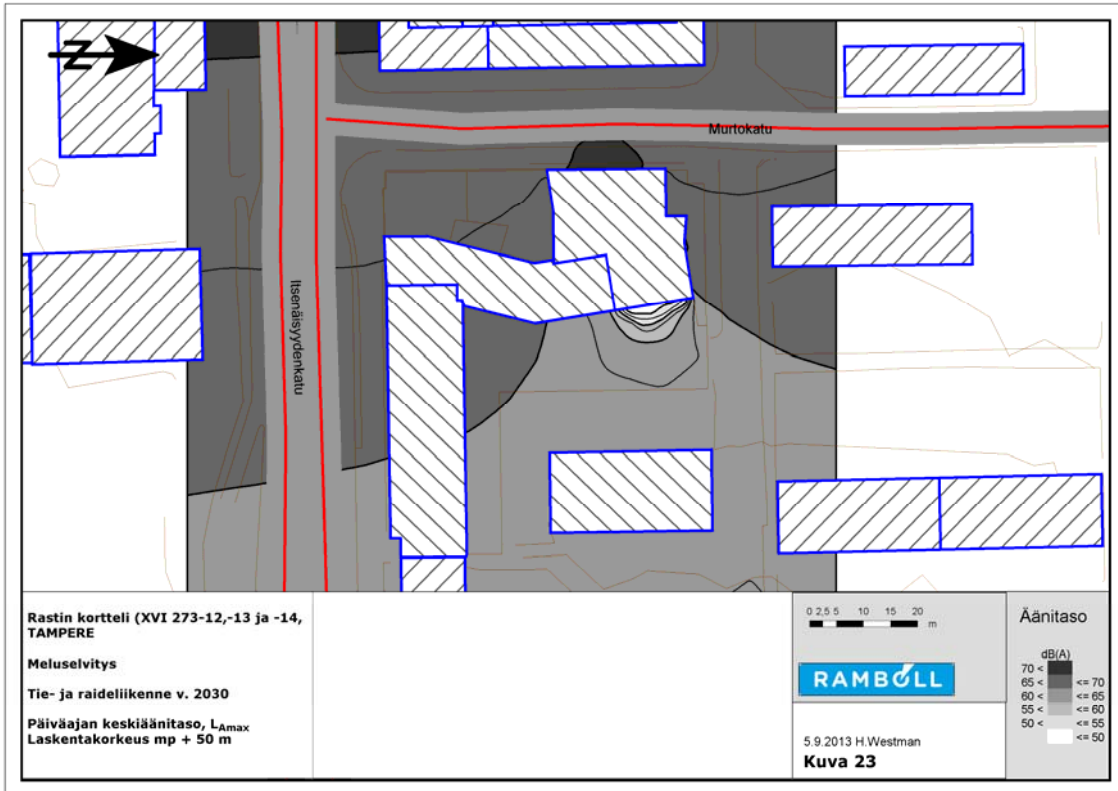 N
Murtokatu
Itsenäisyydenkatu
Rastin kortteli (XVI 273-12,-13 ja -14,
TAMPERE
Meluselvitys
Tie- ja raideliikenne v. 2030
Päiväajan keskiäänitaso, LAmax
Laskentakorkeus mp + 50 m
0 2,5 5 10 15 20
m
RAMBOLL
5.9.2013 H.Westman
Kuva 23
Äänitaso
dB(A)
70 <
65 < <= 70
60 < <= 65
55 < <= 60
50 < <= 55
<= 50